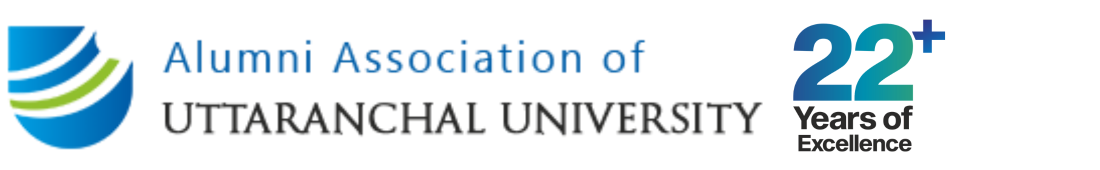 Alumni Association of
UTTARANCHAL UNIVERSITY
22+
Years of
Excellence